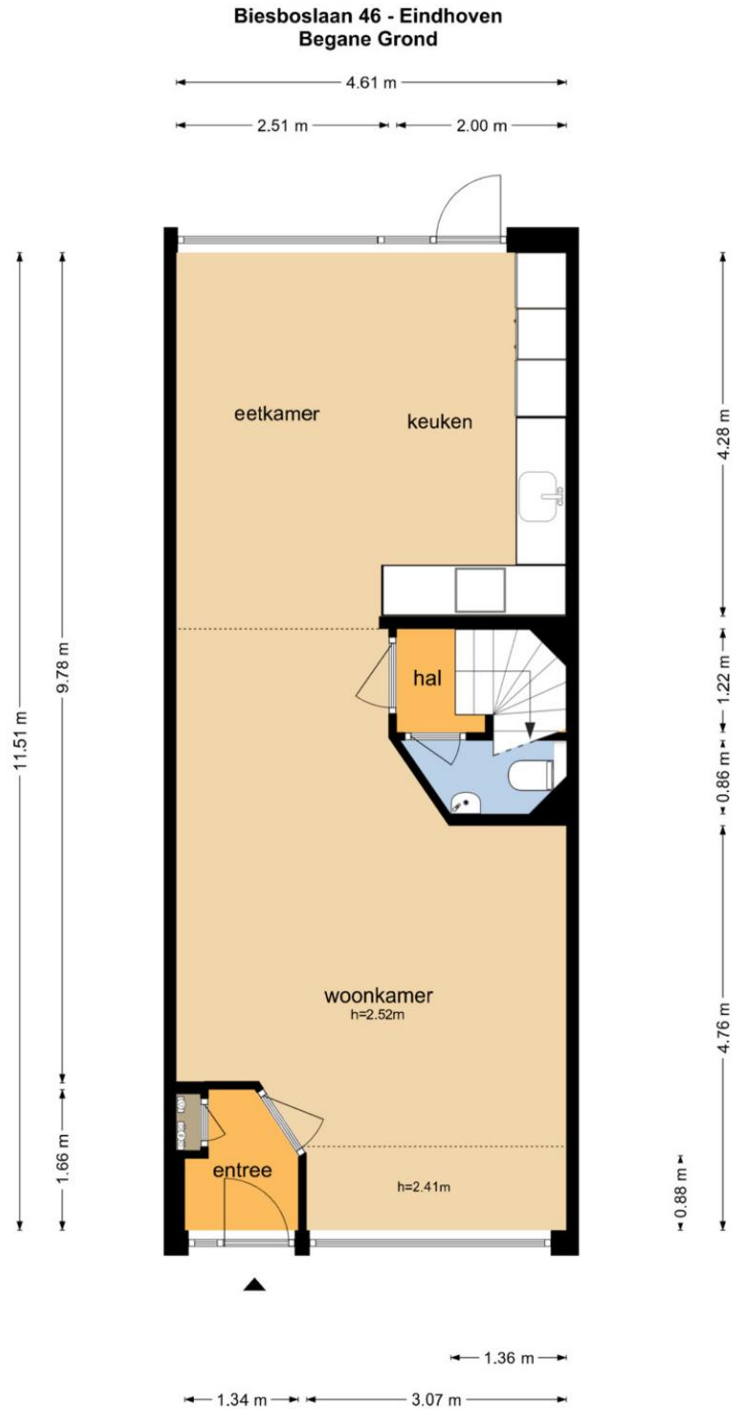 Biesboslaan 46 - Eindhoven
Begane Grond
4.61 m
2.51 m
2.00 m
eetkamer
keuken
4.28 m
9.78 m
11.51 m
hal
1.22 m
0.86 m
woonkamer
h=2.52m
4.76 m
1.66 m
entree
h=2.41m
0.88 m
1.36 m
1.34 m
3.07 m